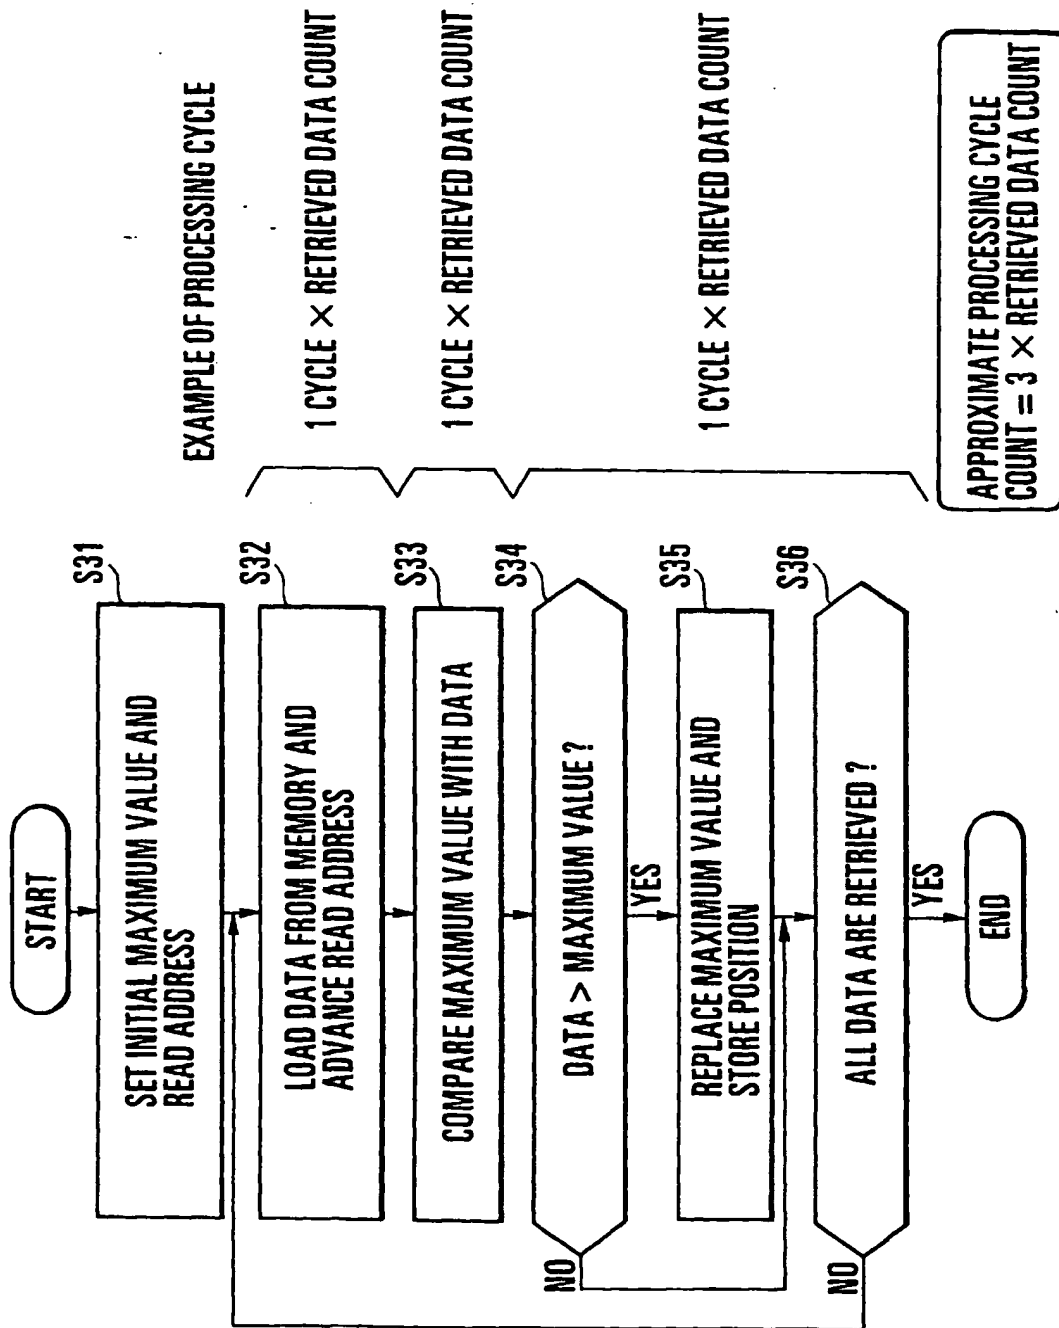 START
S31
SET INITIAL MAXIMUM VALUE AND
READ ADDRESS
EXAMPLE OF PROCESSING CYCLE
S32
LOAD DATA FROM MEMORY AND
ADVANCE READ ADDRESS
1 CYCLE × RETRIEVED DATA COUNT
S33
COMPARE MAXIMUM VALUE WITH DATA
1 CYCLE × RETRIEVED DATA COUNT
S34
DATA > MAXIMUM VALUE ?
NO
YES
S35
REPLACE MAXIMUM VALUE AND
STORE POSITION
1 CYCLE × RETRIEVED DATA COUNT
S36
ALL DATA ARE RETRIEVED ?
NO
YES
END
APPROXIMATE PROCESSING CYCLE
COUNT = 3 × RETRIEVED DATA COUNT